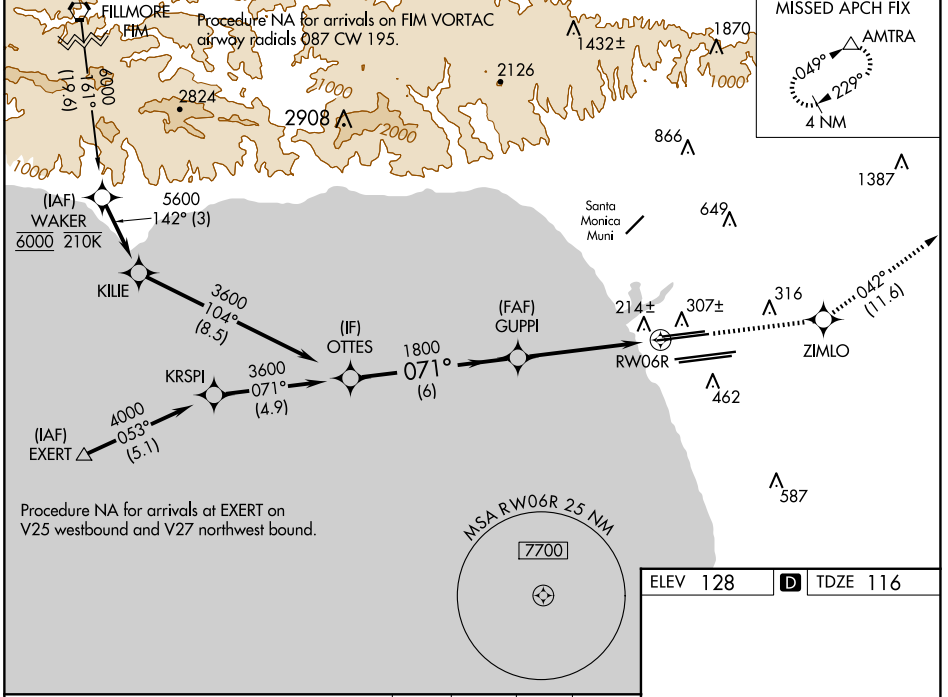 FILLMORE
FIM
Procedure NA for arrivals on FIM VORTAC
airway radials 087 CW 195.
1432±
1870
MISSED APCH FIX
AMTRA
049°
229°
4 NM
6000
161°
(19.6)
2824
2908
1000
2000
2126
1000
1000
866
1387
649
(IAF)
WAKER
6000 210K
5600
142° (3)
Santa
Monica
Muni
KILIE
3600
104°
(8.5)
(IF)
OTTES
(FAF)
GUPPI
214±
307±
316
042°
(11.6)
ZIMLO
RW06R
462
1800
071°
(6)
KRSPI
3600
071°
(4.9)
4000
053°
(5.1)
(IAF)
EXERT
587
Procedure NA for arrivals at EXERT on
V25 westbound and V27 northwest bound.
MSA RW06R 25 NM
7700
ELEV 128 D TDZE 116